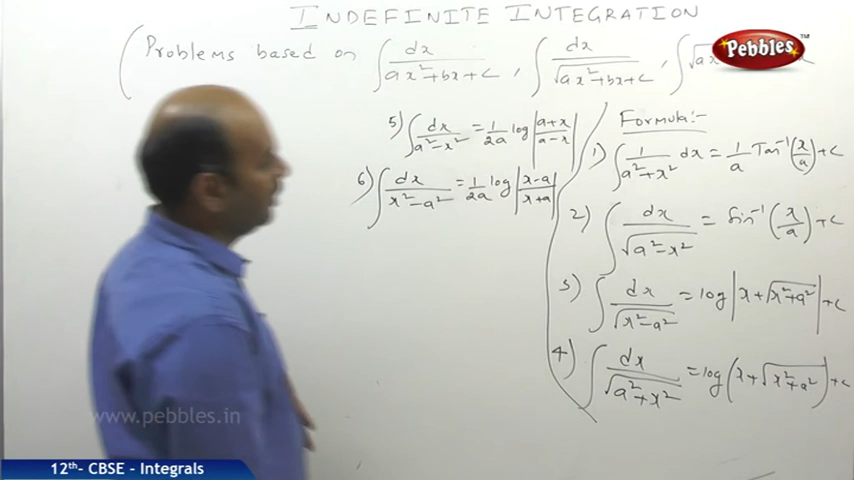 INDEFINITE INTEGRATION
Problems based on ∫ dx/(ax²+bx+c) , ∫ dx/√(ax²+bx+c) , ∫ √ax
Pebbles
5) ∫ dx/(a²-x²) = 1/2a log |(a+x)/(a-x)|
6) ∫ dx/(x²-a²) = 1/2a log |(x-a)/(x+a)|
Formula:-
1) ∫ 1/(a²+x²) dx = 1/a Tan⁻¹(x/a) + c
2) ∫ dx/√(a²-x²) = Sin⁻¹(x/a) + c
3) ∫ dx/√(x²-a²) = log |x+√(x²+a²)| + c
4) ∫ dx/√(a²+x²) = log (x+√(x²+a²)) + c
www.pebbles.in
12th- CBSE - Integrals